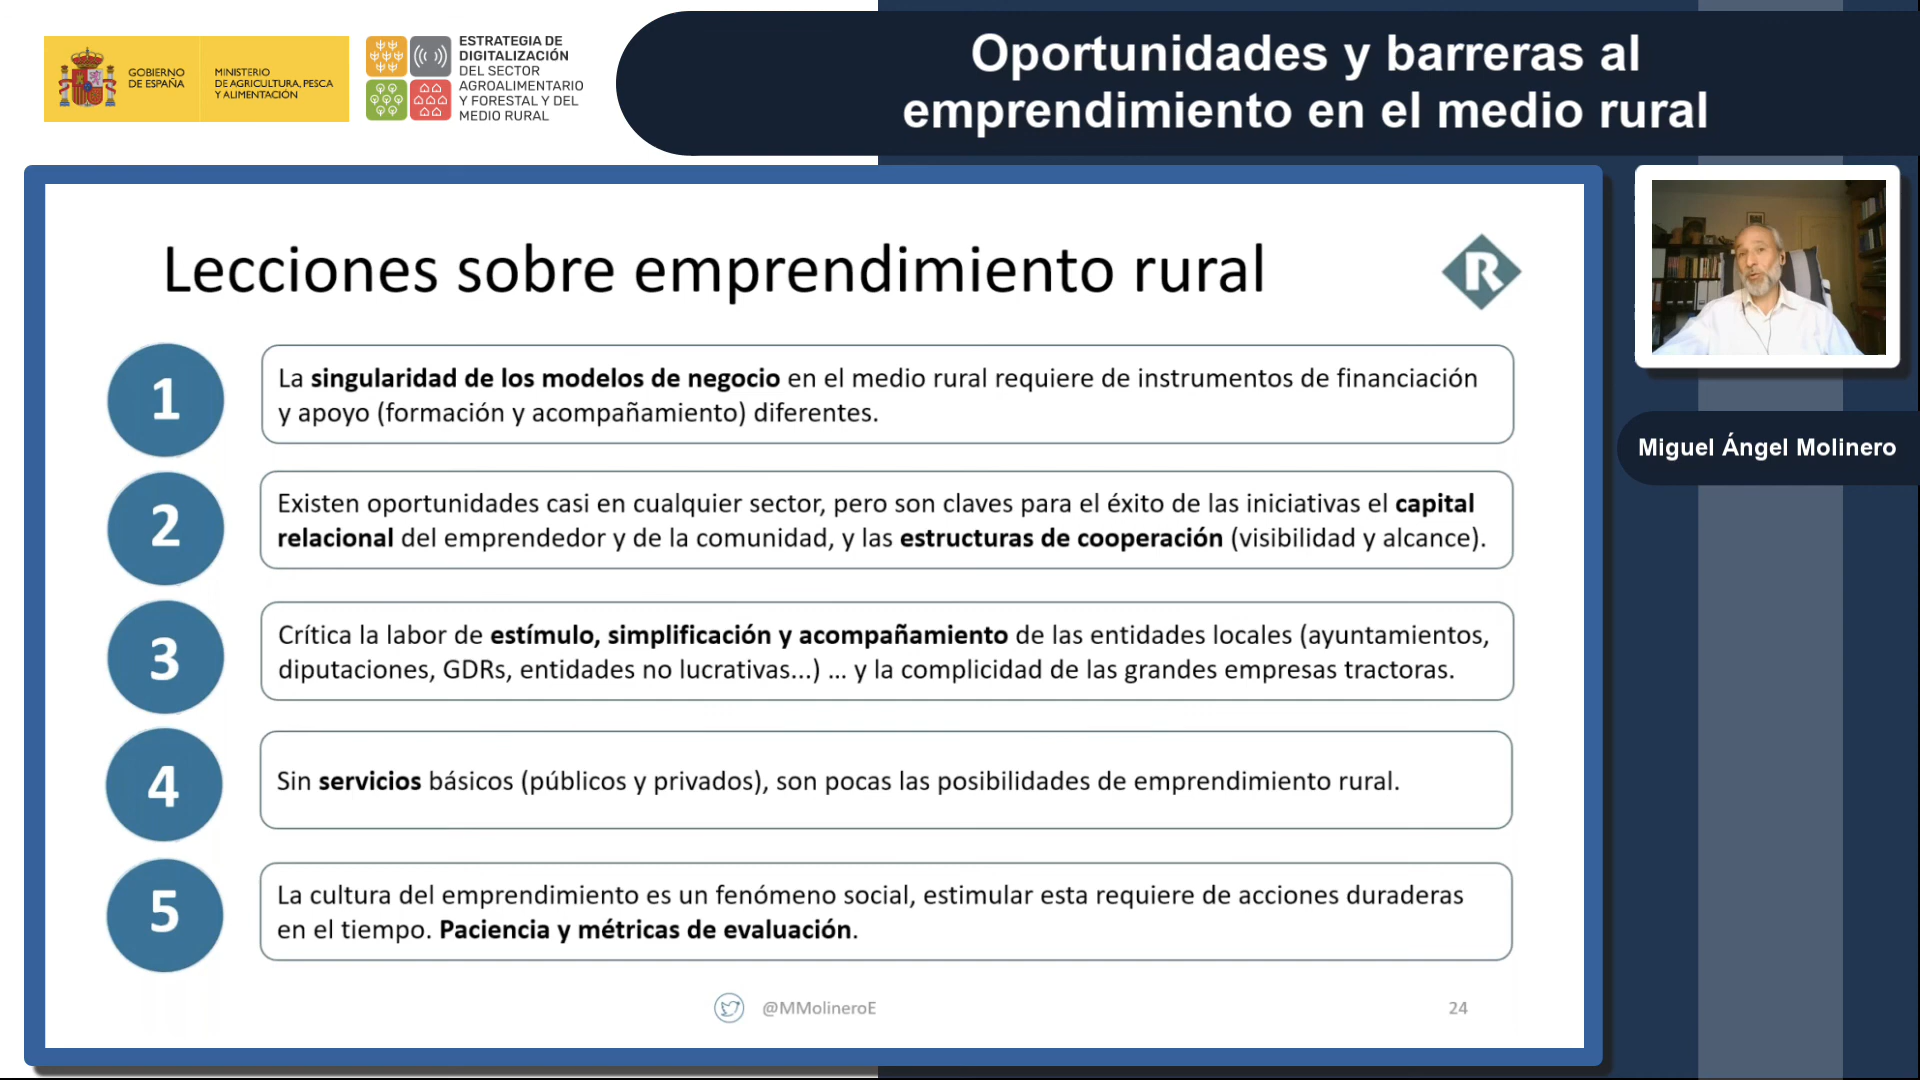 GOBIERNO
DE ESPAÑA
MINISTERIO
DE AGRICULTURA, PESCA
Y ALIMENTACIÓN
ESTRATEGIA DE
DIGITALIZACIÓN
DEL SECTOR
AGROALIMENTARIO
Y FORESTAL Y DEL
MEDIO RURAL
Oportunidades y barreras al
emprendimiento en el medio rural
Lecciones sobre emprendimiento rural
R
1
La singularidad de los modelos de negocio en el medio rural requiere de instrumentos de financiación
y apoyo (formación y acompañamiento) diferentes.
2
Existen oportunidades casi en cualquier sector, pero son claves para el éxito de las iniciativas el capital
relacional del emprendedor y de la comunidad, y las estructuras de cooperación (visibilidad y alcance).
3
Crítica la labor de estímulo, simplificación y acompañamiento de las entidades locales (ayuntamientos,
diputaciones, GDRs, entidades no lucrativas...) ... y la complicidad de las grandes empresas tractoras.
4
Sin servicios básicos (públicos y privados), son pocas las posibilidades de emprendimiento rural.
5
La cultura del emprendimiento es un fenómeno social, estimular esta requiere de acciones duraderas
en el tiempo. Paciencia y métricas de evaluación.
@MMolineroE
24
Miguel Ángel Molinero